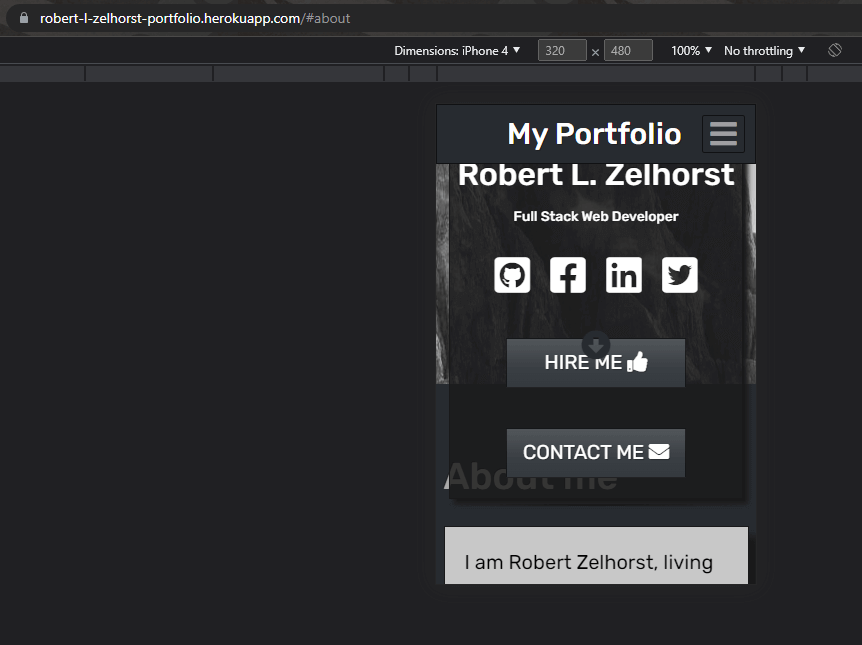 robert-l-zelhorst-portfolio.herokuapp.com/#about
Dimensions: iPhone 4 320 × 480 100% No throttling
My Portfolio
Robert L. Zelhorst
Full Stack Web Developer
HIRE ME
CONTACT ME
About me
I am Robert Zelhorst, living